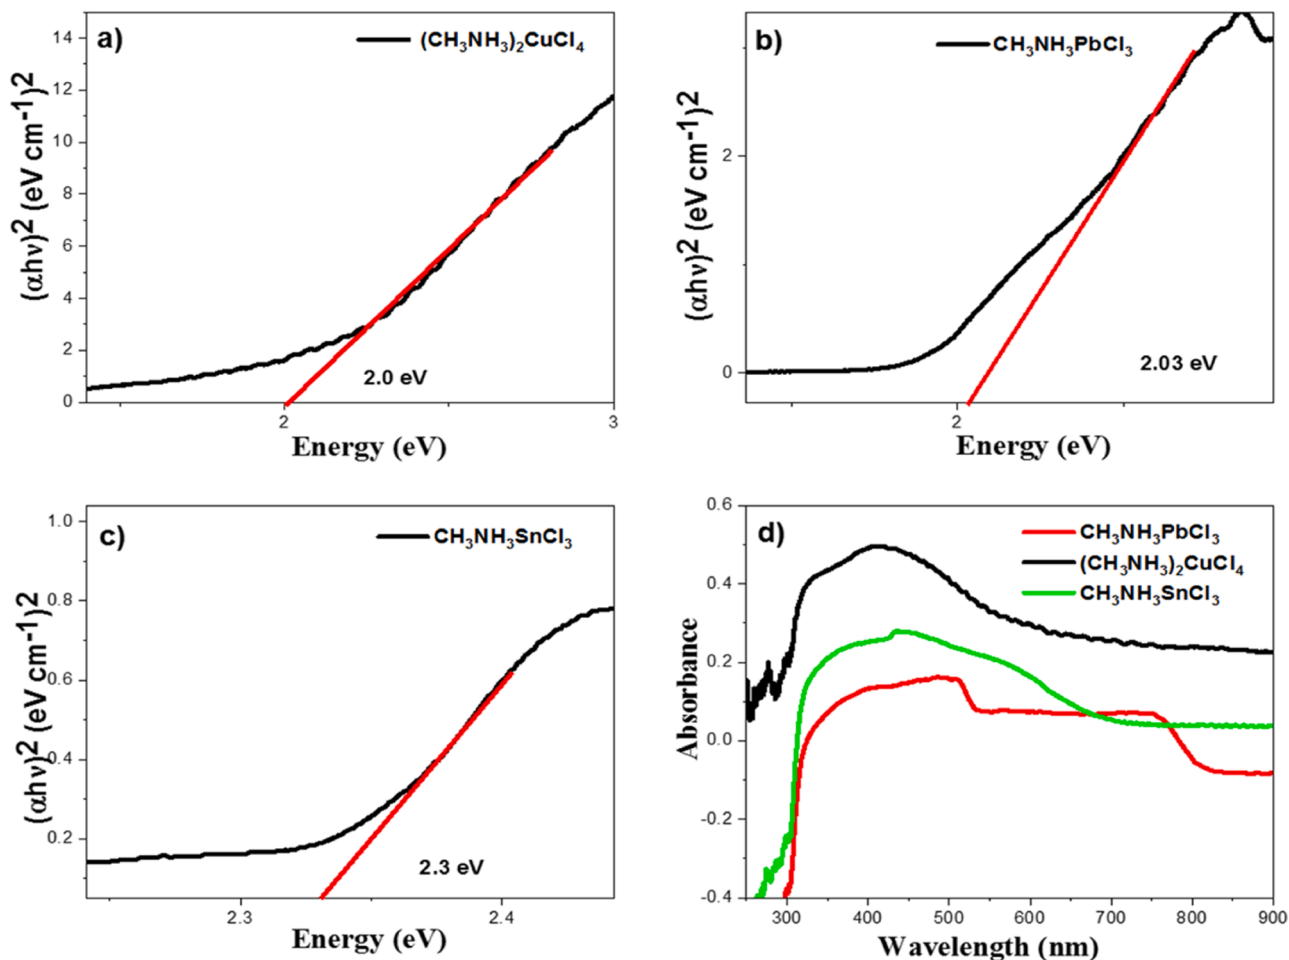 a)
(CH₃NH₃)₂CuCl₄
14
12
10
8
6
4
2
0
(αhν)² (eV cm⁻¹)²
2.0 eV
2
3
Energy (eV)
b)
CH₃NH₃PbCl₃
2
0
(αhν)² (eV cm⁻¹)²
2.03 eV
2
Energy (eV)
c)
CH₃NH₃SnCl₃
1.0
0.8
0.6
0.4
0.2
(αhν)² (eV cm⁻¹)²
2.3 eV
2.3
2.4
Energy (eV)
d)
CH₃NH₃PbCl₃
(CH₃NH₃)₂CuCl₄
CH₃NH₃SnCl₃
0.6
0.4
0.2
0.0
-0.2
-0.4
Absorbance
300 400 500 600 700 800 900
Wavelength (nm)